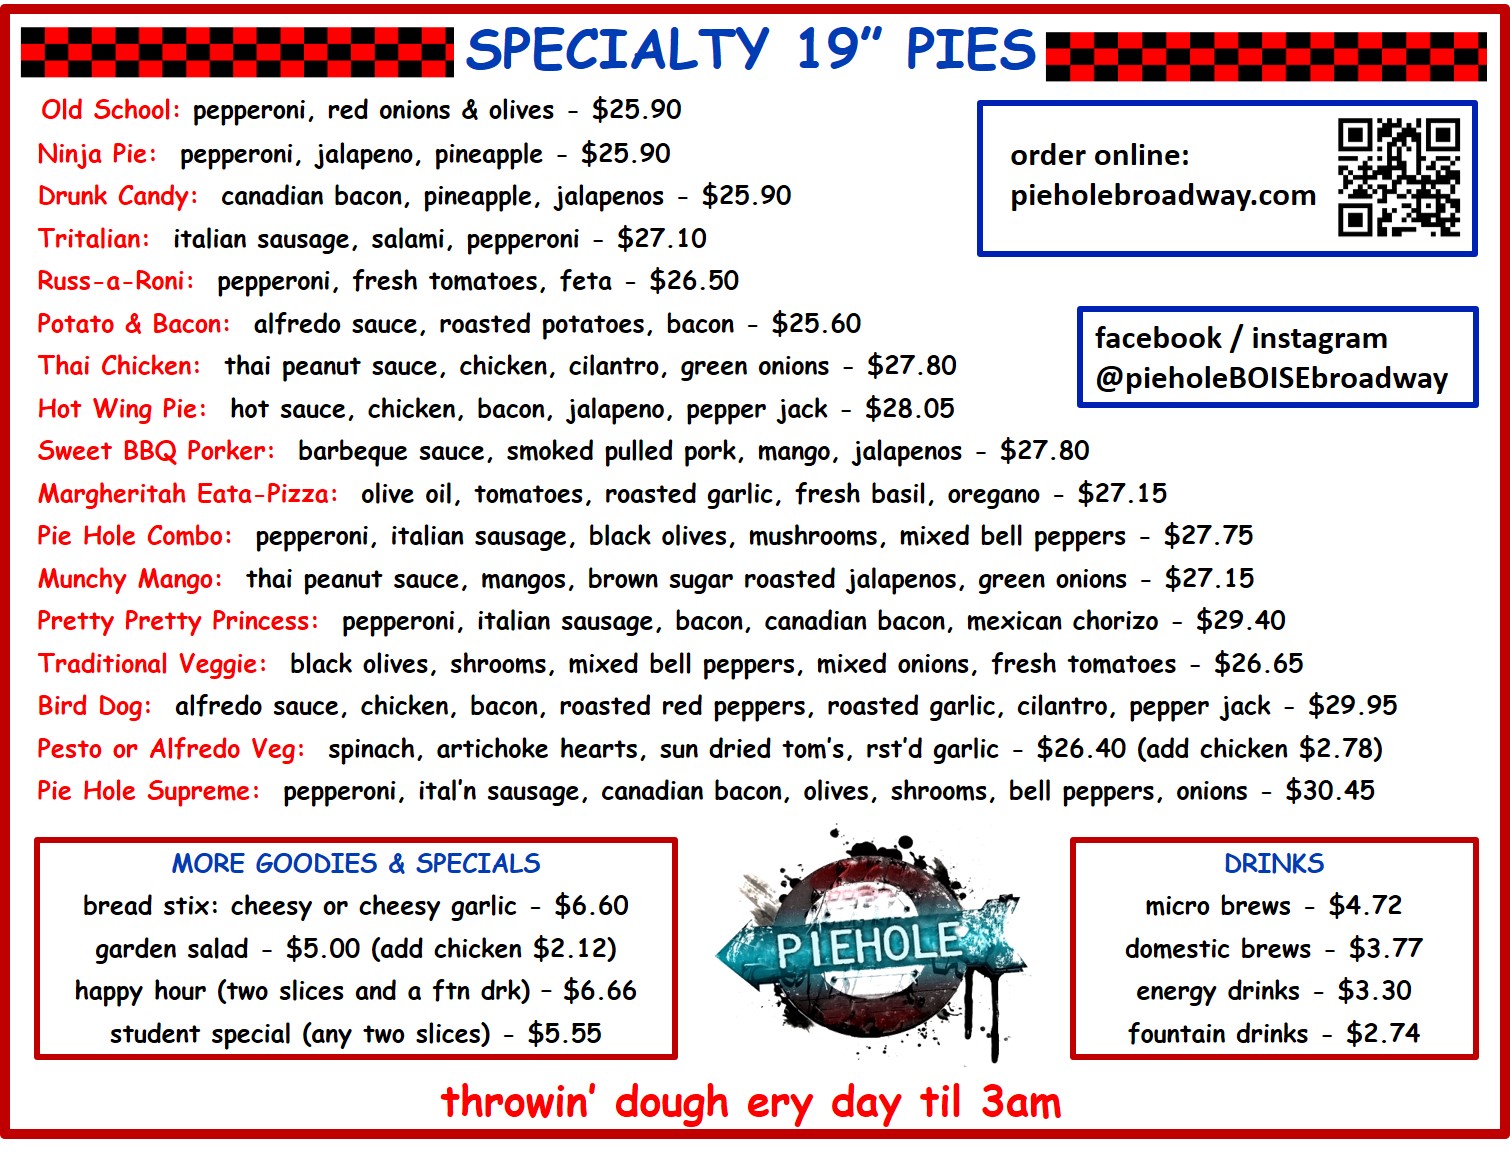 SPECIALTY 19” PIES
Old School: pepperoni, red onions & olives - $25.90
Ninja Pie: pepperoni, jalapeno, pineapple - $25.90
Drunk Candy: canadian bacon, pineapple, jalapenos - $25.90
Tritalian: italian sausage, salami, pepperoni - $27.10
Russ-a-Roni: pepperoni, fresh tomatoes, feta - $26.50
Potato & Bacon: alfredo sauce, roasted potatoes, bacon - $25.60
Thai Chicken: thai peanut sauce, chicken, cilantro, green onions - $27.80
Hot Wing Pie: hot sauce, chicken, bacon, jalapeno, pepper jack - $28.05
Sweet BBQ Porker: barbeque sauce, smoked pulled pork, mango, jalapenos - $27.80
Margheritah Eata-Pizza: olive oil, tomatoes, roasted garlic, fresh basil, oregano - $27.15
Pie Hole Combo: pepperoni, italian sausage, black olives, mushrooms, mixed bell peppers - $27.75
Munchy Mango: thai peanut sauce, mangos, brown sugar roasted jalapenos, green onions - $27.15
Pretty Pretty Princess: pepperoni, italian sausage, bacon, canadian bacon, mexican chorizo - $29.40
Traditional Veggie: black olives, shrooms, mixed bell peppers, mixed onions, fresh tomatoes - $26.65
Bird Dog: alfredo sauce, chicken, bacon, roasted red peppers, roasted garlic, cilantro, pepper jack - $29.95
Pesto or Alfredo Veg: spinach, artichoke hearts, sun dried tom’s, rst’d garlic - $26.40 (add chicken $2.78)
Pie Hole Supreme: pepperoni, ital’n sausage, canadian bacon, olives, shrooms, bell peppers, onions - $30.45
order online:
pieholebroadway.com
facebook / instagram
@pieholeBOISEbroadway
MORE GOODIES & SPECIALS
bread stix: cheesy or cheesy garlic - $6.60
garden salad - $5.00 (add chicken $2.12)
happy hour (two slices and a ftn drk) – $6.66
student special (any two slices) - $5.55
PIEHOLE
DRINKS
micro brews - $4.72
domestic brews - $3.77
energy drinks - $3.30
fountain drinks - $2.74
throwin’ dough ery day til 3am